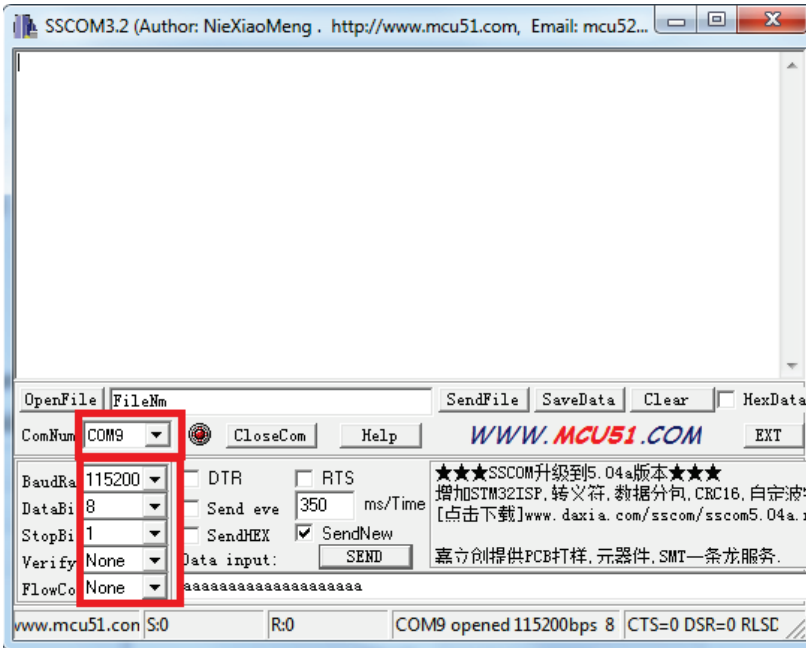 SSCOM3.2 (Author: NieXiaoMeng .  http://www.mcu51.com,  Email: mcu52...
OpenFile FileNm SendFile SaveData Clear HexData
ComNum COM9 CloseCom Help WWW.MCU51.COM EXT
BaudRa 115200 DTR RTS
DataBi 8 Send eve 350 ms/Time
StopBi 1 SendHEX SendNew
Verify None Data input: SEND
FlowCo None aaaaaaaaaaaaaaaaaaaa
★★★SSCOM升级到5.04a版本★★★
增加STM32ISP,转义符,数据分包,CRC16,自定波
[点击下载]www.daxia.com/sscom/sscom5.04a.
嘉立创提供PCB打样,元器件,SMT一条龙服务.
www.mcu51.con S:0 R:0 COM9 opened 115200bps 8 CTS=0 DSR=0 RLSD